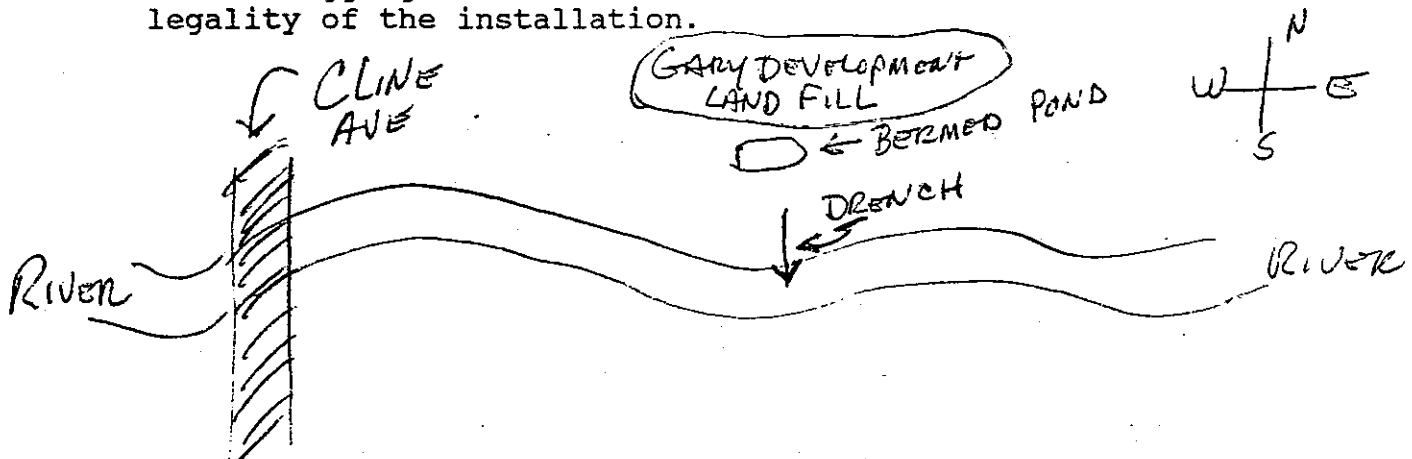 legality of the installation.
CLINE
AVE
GARY DEVELOPMENT
LAND FILL
BERMED POND
DRENCH
N
W E
S
RIVER
RIVER